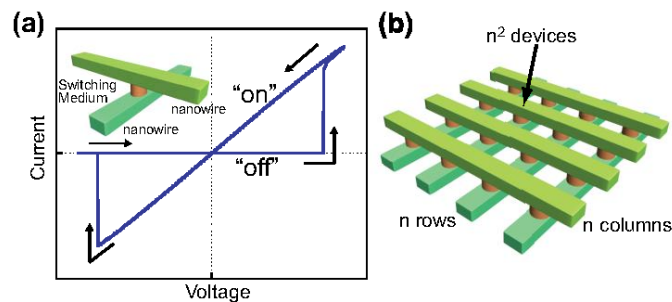 (a)
Switching
Medium
nanowire
nanowire
"on"
"off"
Current
Voltage
(b)
n² devices
n rows
n columns